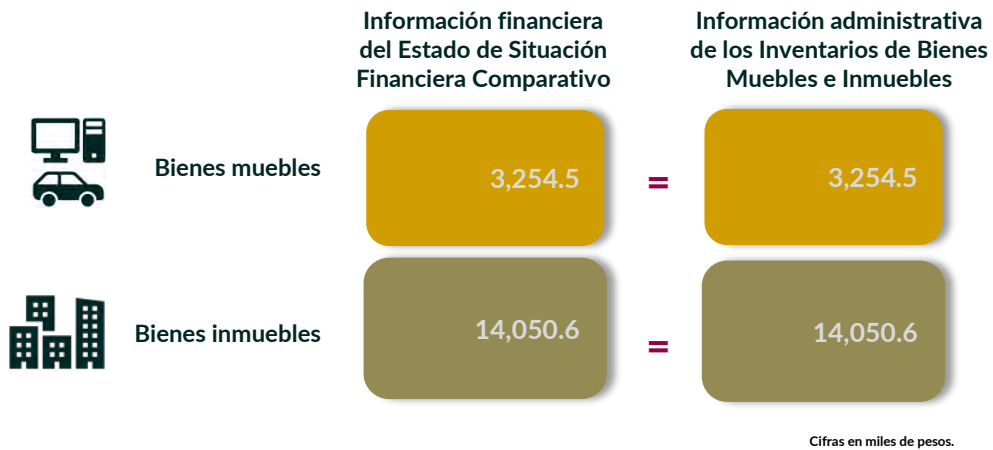 Información financiera
del Estado de Situación
Financiera Comparativo
Información administrativa
de los Inventarios de Bienes
Muebles e Inmuebles
Bienes muebles
3,254.5
=
3,254.5
Bienes inmuebles
14,050.6
=
14,050.6
Cifras en miles de pesos.